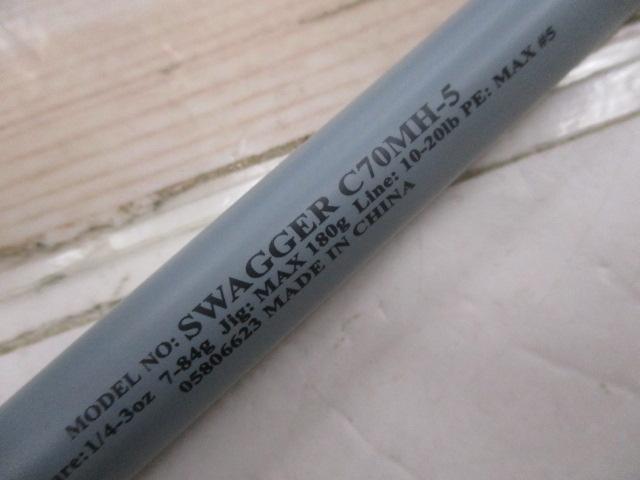 MODEL NO: SWAGGER C70MH-5
are:1/4-3oz 7-84g Jig: MAX 180g Line: 10-20lb PE: MAX #5
05806623 MADE IN CHINA